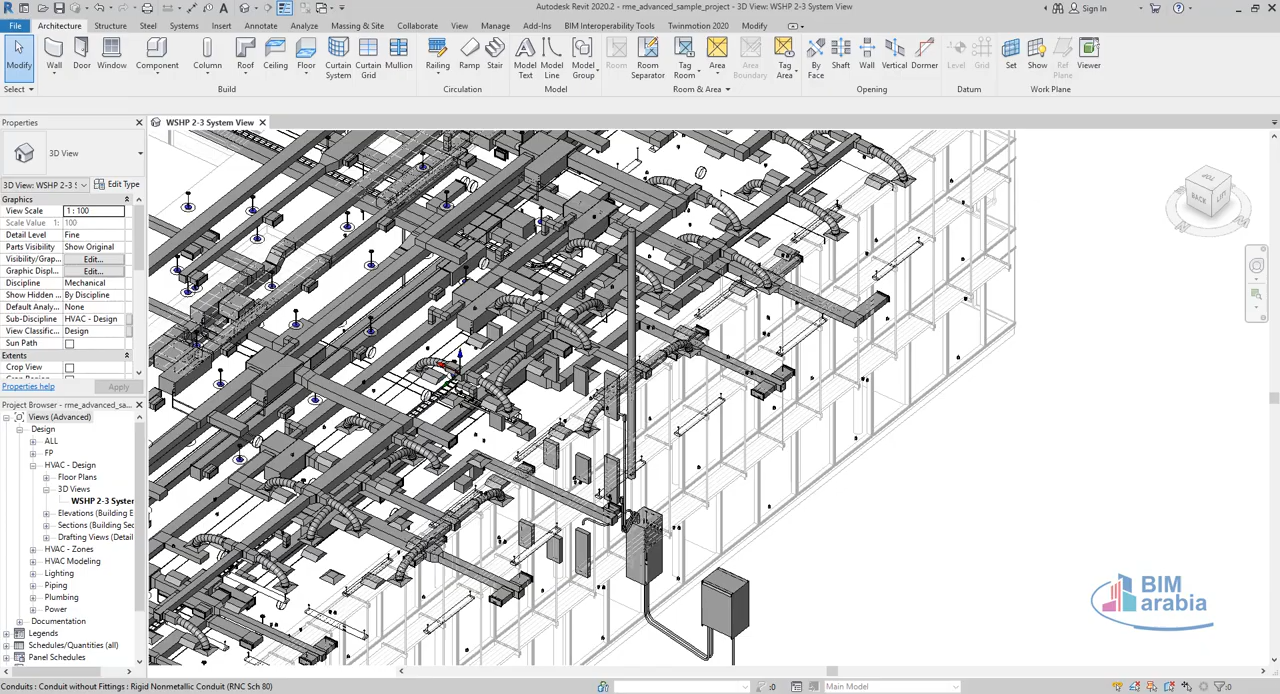 Autodesk Revit 2020.2 - rme_advanced_sample_project - 3D View: WSHP 2-3 System View
Sign In
File Architecture Structure Steel Systems Insert Annotate Analyze Massing & Site Collaborate View Manage Add-Ins BIM Interoperability Tools Twinmotion 2020 Modify
Modify Wall Door Window Component Column Roof Ceiling Floor Curtain System Curtain Grid Mullion Railing Ramp Stair Model Text Model Line Model Group Room Room Separator Tag Room Area Area Boundary Tag Area By Face Shaft Wall Vertical Dormer Level Grid Set Show Ref Plane Viewer
Select Build Circulation Model Room & Area Opening Datum Work Plane
Properties
WSHP 2-3 System View
3D View
3D View: WSHP 2-3 S Edit Type
Graphics
View Scale 1 : 100
Scale Value 1: 100
Detail Level Fine
Parts Visibility Show Original
Visibility/Grap... Edit...
Graphic Displ... Edit...
Discipline Mechanical
Show Hidden ... By Discipline
Default Analy... None
Sub-Discipline HVAC - Design
View Classific... Design
Sun Path
Extents
Crop View
Properties help Apply
Project Browser - rme_advanced_sa...
Views (Advanced)
Design
ALL
FP
HVAC - Design
Floor Plans
3D Views
WSHP 2-3 System
Elevations (Building E
Sections (Building Sec
Drafting Views (Detail
HVAC - Zones
HVAC Modeling
Lighting
Piping
Plumbing
Power
Documentation
Legends
Schedules/Quantities (all)
Panel Schedules
TOP
BACK LEFT
BIM
arabia
Conduits : Conduit without Fittings : Rigid Nonmetallic Conduit (RNC Sch 80)
:0 Main Model :0